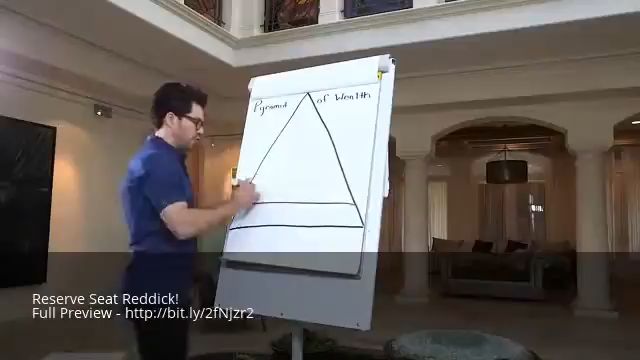 Pyramid of Wealth
Reserve Seat Reddick!
Full Preview - http://bit.ly/2fNjzr2